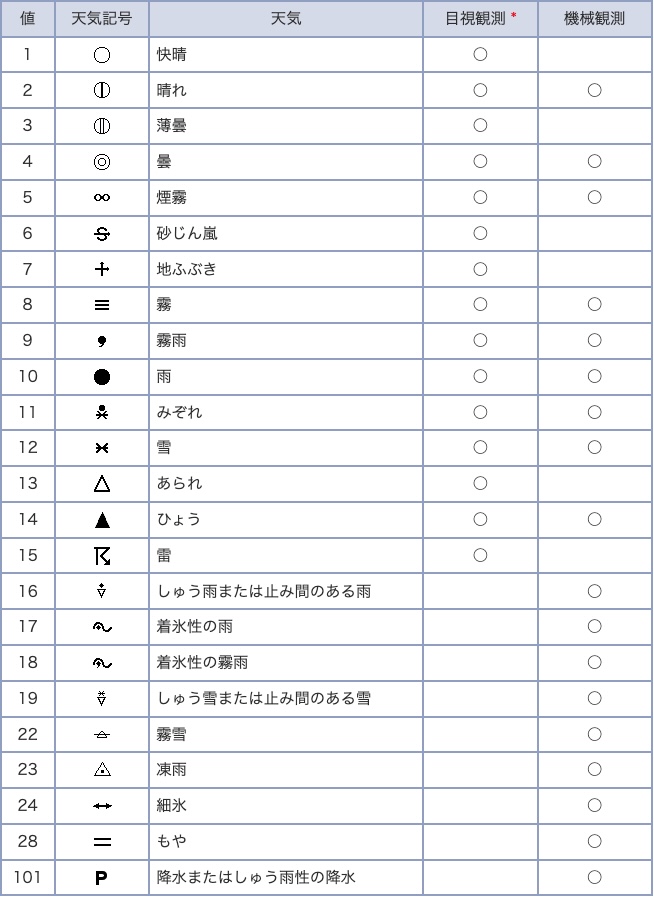 値 天気記号 天気 目視観測 * 機械観測
1 ○ 快晴 ○
2 ⦶ 晴れ ○ ○
3 薄曇 ○
4 ◎ 曇 ○ ○
5 ∞ 煙霧 ○ ○
6 砂じん嵐 ○
7 地ふぶき ○
8 ≡ 霧 ○ ○
9 霧雨 ○ ○
10 ● 雨 ○ ○
11 みぞれ ○ ○
12 雪 ○ ○
13 △ あられ ○
14 ▲ ひょう ○ ○
15 雷 ○
16 しゅう雨または止み間のある雨 ○
17 着氷性の雨 ○
18 着氷性の霧雨 ○
19 しゅう雪または止み間のある雪 ○
22 霧雪 ○
23 凍雨 ○
24 ↔ 細氷 ○
28 = もや ○
101 P 降水またはしゅう雨性の降水 ○